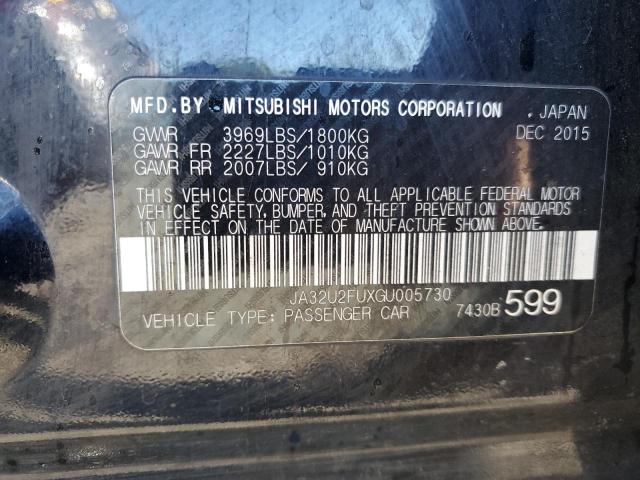 MFD.BY MITSUBISHI MOTORS CORPORATION . JAPAN
GVWR 3969LBS/1800KG DEC 2015
GAWR FR 2227LBS/1010KG
GAWR RR 2007LBS/ 910KG
THIS VEHICLE CONFORMS TO ALL APPLICABLE FEDERAL MOTOR
VEHICLE SAFETY, BUMPER, AND THEFT PREVENTION STANDARDS
IN EFFECT ON THE DATE OF MANUFACTURE SHOWN ABOVE.
JA32U2FUXGU005730
VEHICLE TYPE: PASSENGER CAR 7430B 599